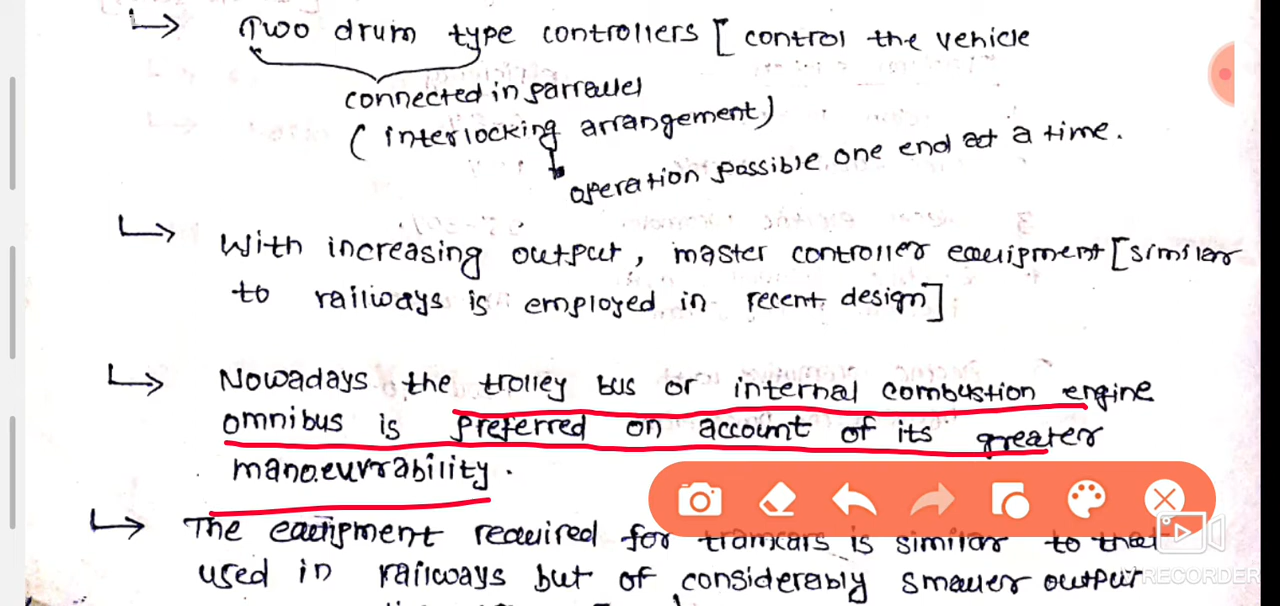 ↳ Two drum type controllers [ control the vehicle
connected in parrallel
( interlocking arrangement)
operation possible one end at a time.
↳ With increasing output, master controller equipment [similar
to railways is employed in recent design]
↳ Nowadays the trolley bus or internal combustion engine
omnibus is preferred on account of its greater
manoeuvrability.
↳ The equipment required for tramcars is similar to that
used in railways but of considerably smaller output
RECORDER